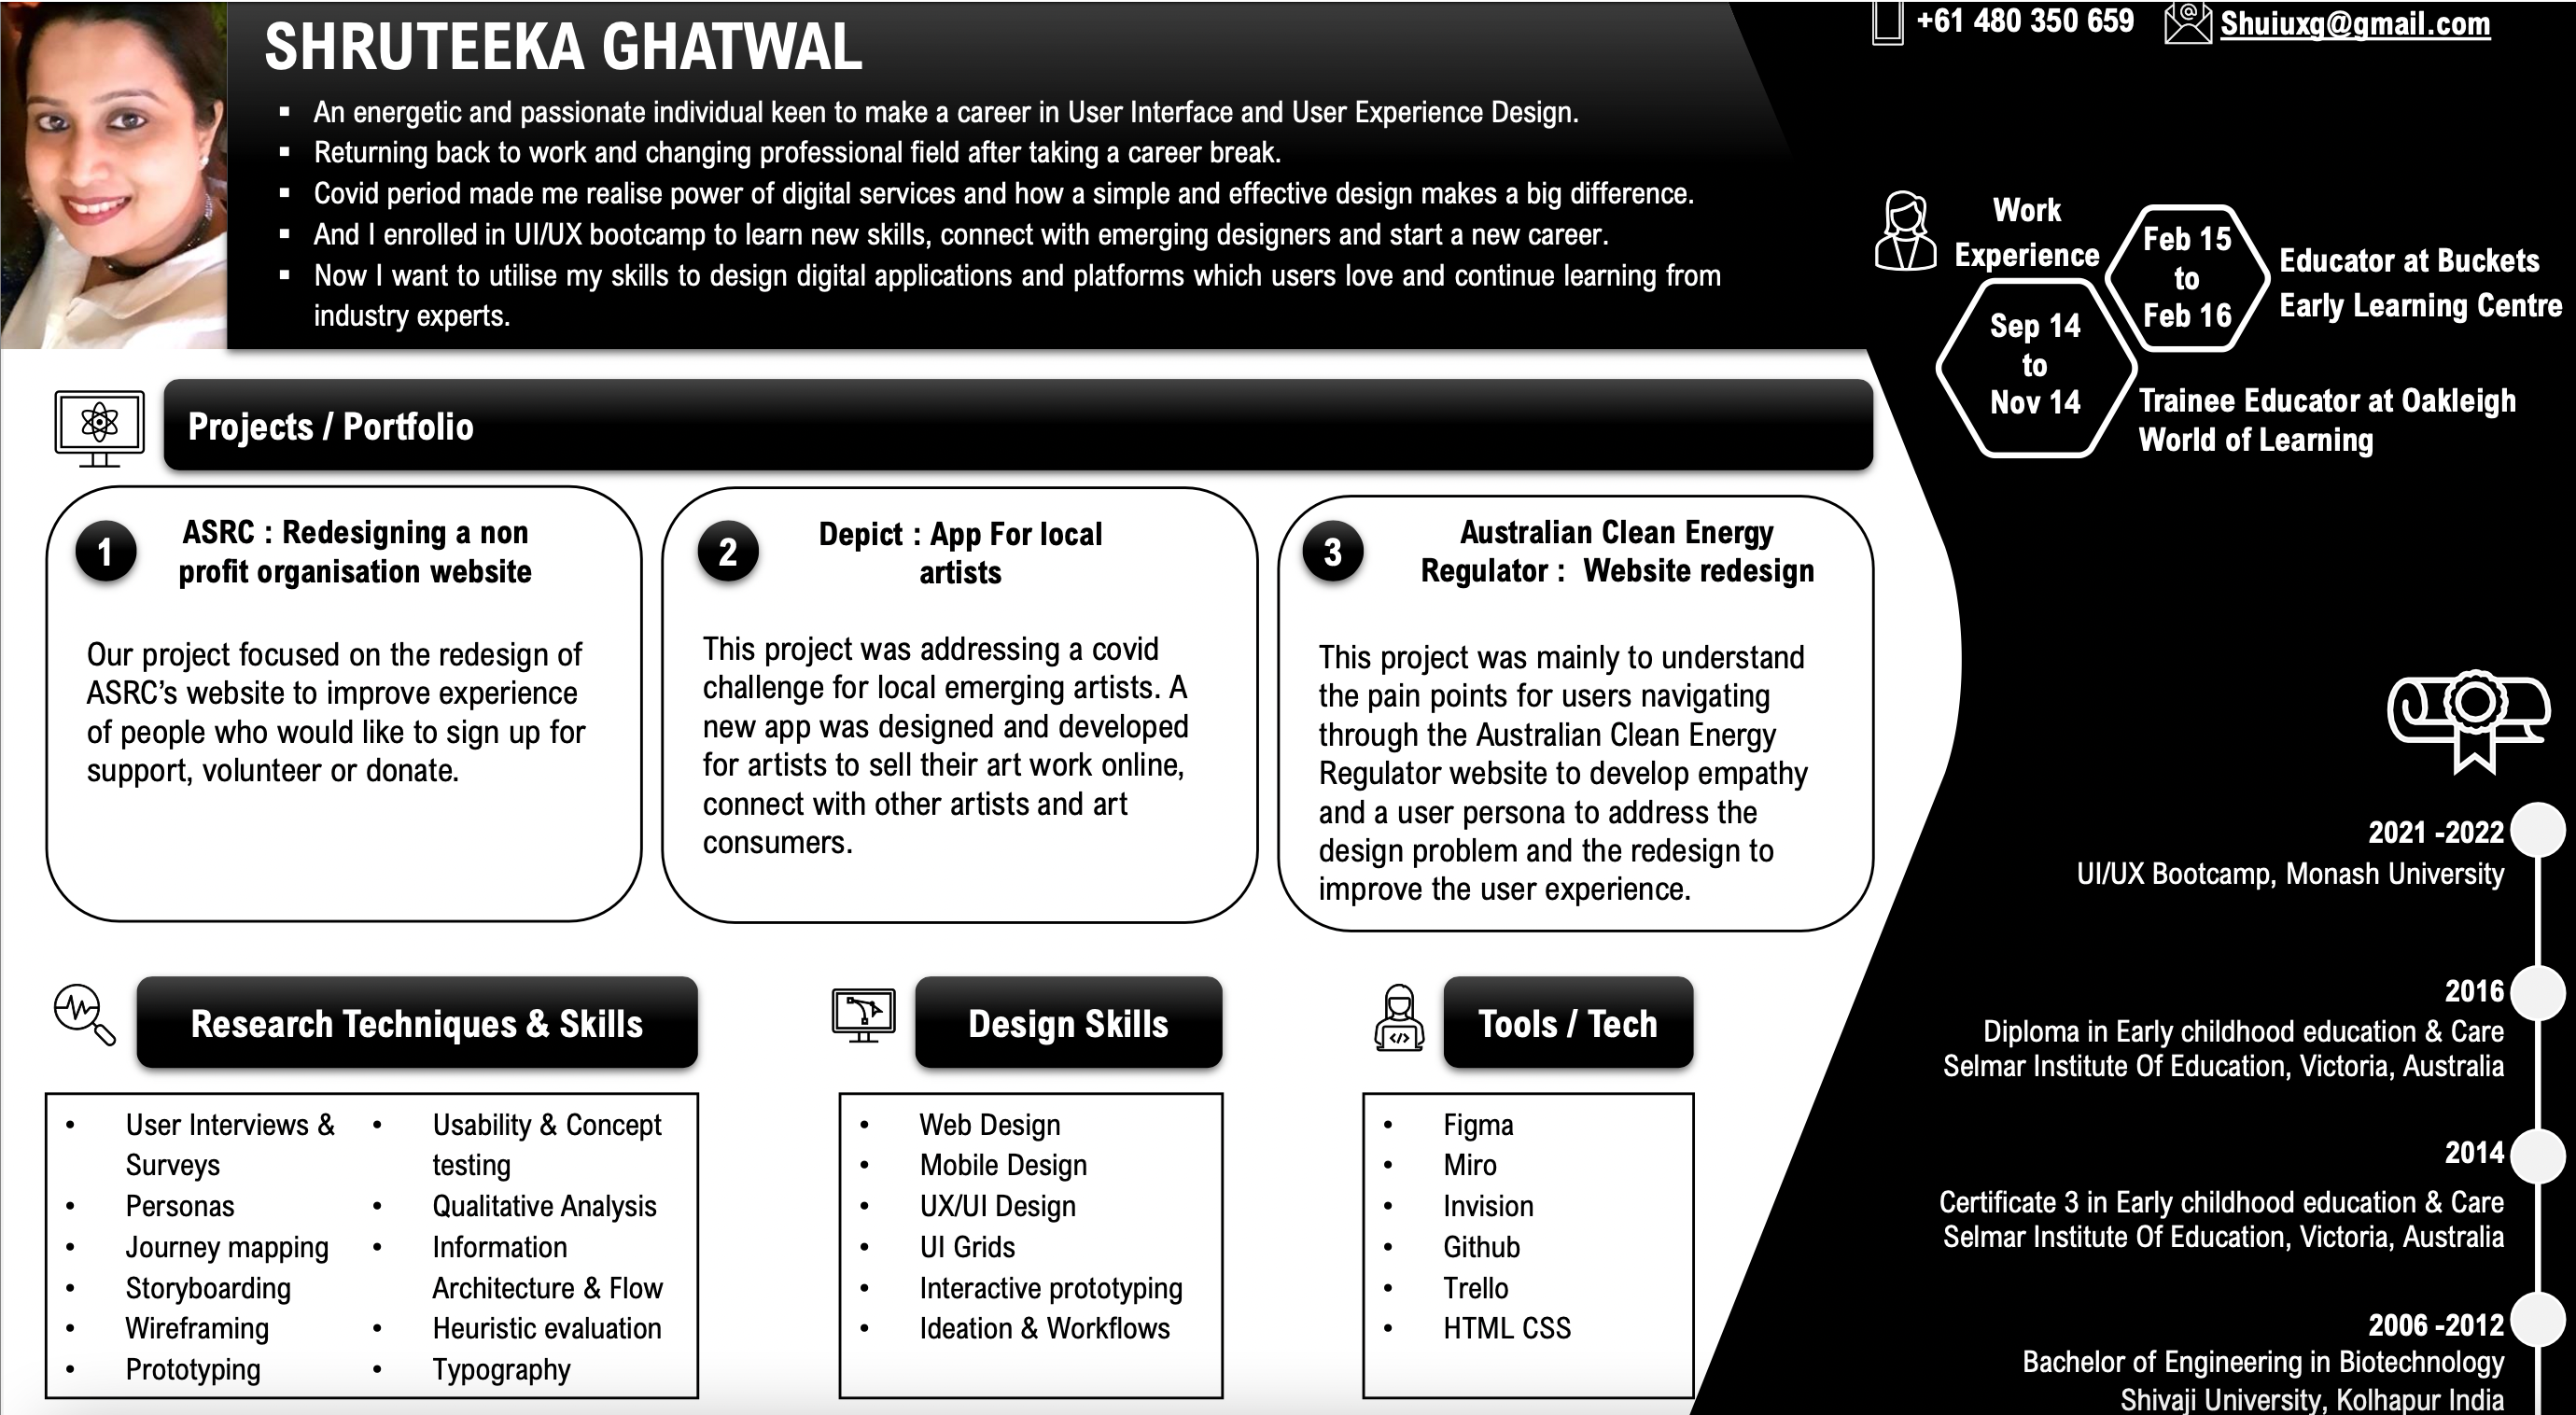 SHRUTEEKA GHATWAL
▪ An energetic and passionate individual keen to make a career in User Interface and User Experience Design.
▪ Returning back to work and changing professional field after taking a career break.
▪ Covid period made me realise power of digital services and how a simple and effective design makes a big difference.
▪ And I enrolled in UI/UX bootcamp to learn new skills, connect with emerging designers and start a new career.
▪ Now I want to utilise my skills to design digital applications and platforms which users love and continue learning from
industry experts.
+61 480 350 659
Shuiuxg@gmail.com
Work
Experience
Feb 15
to
Feb 16
Educator at Buckets
Early Learning Centre
Sep 14
to
Nov 14
Trainee Educator at Oakleigh
World of Learning
Projects / Portfolio
1
ASRC : Redesigning a non
profit organisation website
Our project focused on the redesign of
ASRC’s website to improve experience
of people who would like to sign up for
support, volunteer or donate.
2
Depict : App For local
artists
This project was addressing a covid
challenge for local emerging artists. A
new app was designed and developed
for artists to sell their art work online,
connect with other artists and art
consumers.
3
Australian Clean Energy
Regulator : Website redesign
This project was mainly to understand
the pain points for users navigating
through the Australian Clean Energy
Regulator website to develop empathy
and a user persona to address the
design problem and the redesign to
improve the user experience.
Research Techniques & Skills
• User Interviews &
Surveys
• Personas
• Journey mapping
• Storyboarding
• Wireframing
• Prototyping
• Usability & Concept
testing
• Qualitative Analysis
• Information
Architecture & Flow
• Heuristic evaluation
• Typography
Design Skills
• Web Design
• Mobile Design
• UX/UI Design
• UI Grids
• Interactive prototyping
• Ideation & Workflows
Tools / Tech
</>
• Figma
• Miro
• Invision
• Github
• Trello
• HTML CSS
2021 -2022
UI/UX Bootcamp, Monash University
2016
Diploma in Early childhood education & Care
Selmar Institute Of Education, Victoria, Australia
2014
Certificate 3 in Early childhood education & Care
Selmar Institute Of Education, Victoria, Australia
2006 -2012
Bachelor of Engineering in Biotechnology
Shivaji University, Kolhapur India